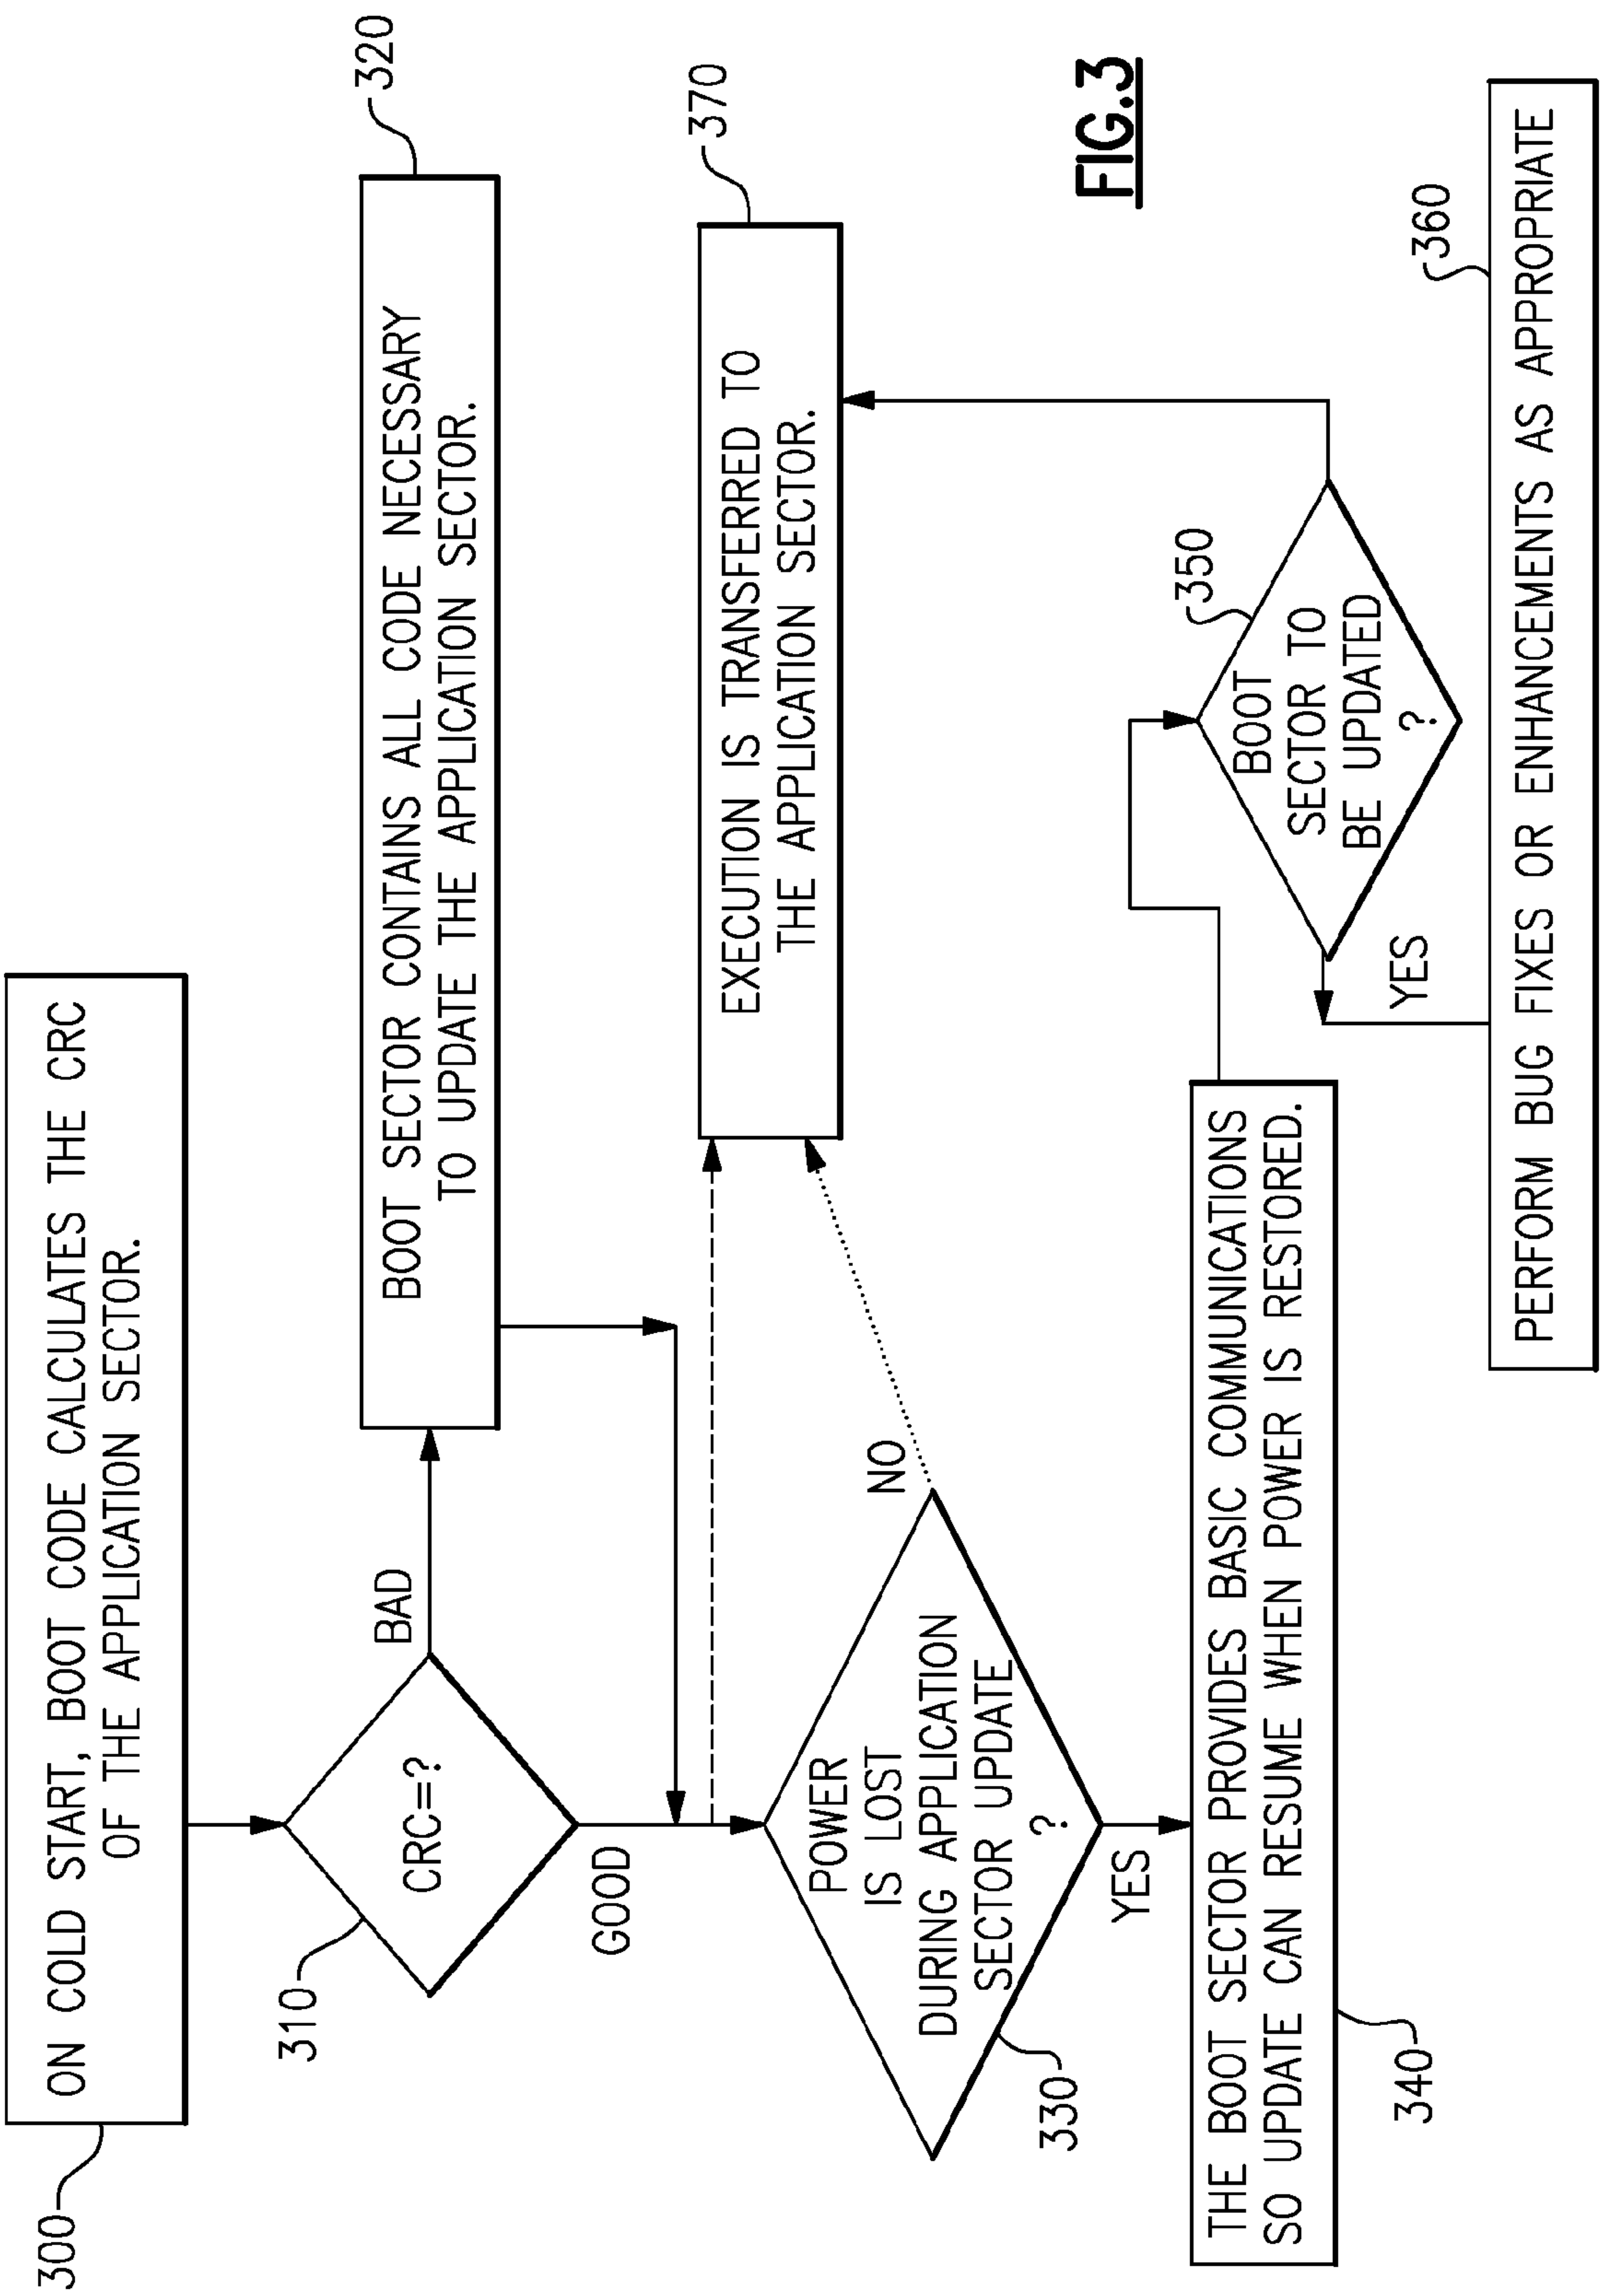 300
ON COLD START, BOOT CODE CALCULATES THE CRC
OF THE APPLICATION SECTOR.
310
CRC=?
BAD
GOOD
320
BOOT SECTOR CONTAINS ALL CODE NECESSARY
TO UPDATE THE APPLICATION SECTOR.
370
EXECUTION IS TRANSFERRED TO
THE APPLICATION SECTOR.
330
POWER
IS LOST
DURING APPLICATION
SECTOR UPDATE
?
NO
YES
340
THE BOOT SECTOR PROVIDES BASIC COMMUNICATIONS
SO UPDATE CAN RESUME WHEN POWER IS RESTORED.
350
BOOT
SECTOR TO
BE UPDATED
?
YES
360
PERFORM BUG FIXES OR ENHANCEMENTS AS APPROPRIATE
FIG.3